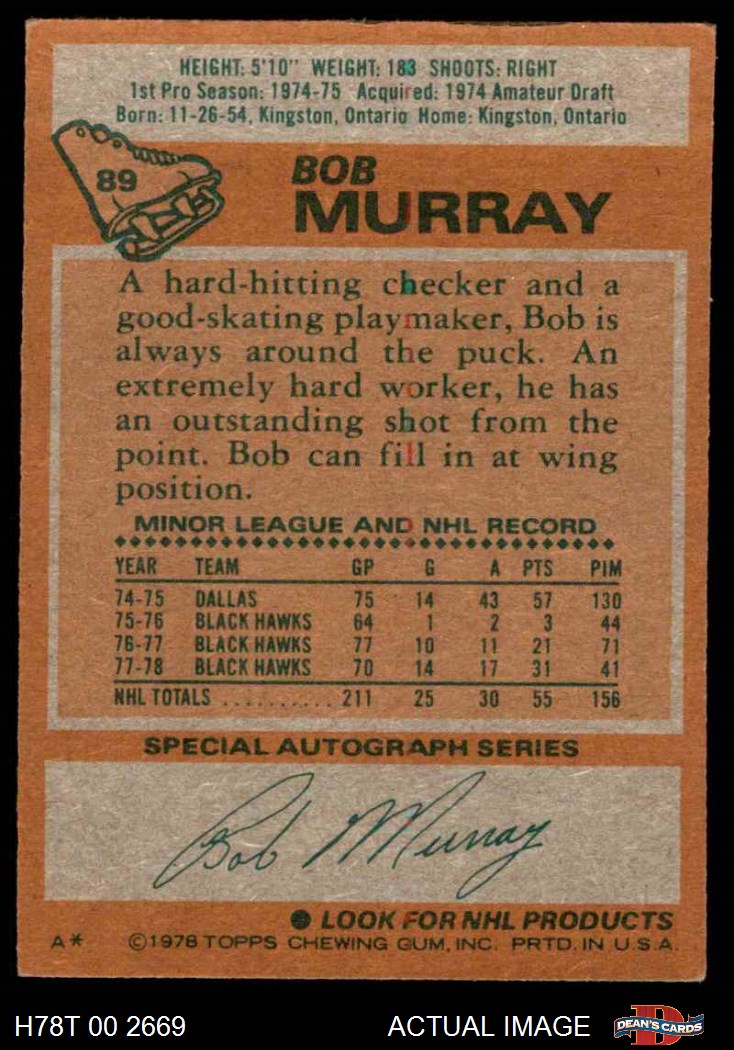 HEIGHT: 5'10" WEIGHT: 183 SHOOTS: RIGHT
1st Pro Season: 1974-75 Acquired: 1974 Amateur Draft
Born: 11-26-54, Kingston, Ontario Home: Kingston, Ontario
89
BOB
MURRAY
A hard-hitting checker and a
good-skating playmaker, Bob is
always around the puck. An
extremely hard worker, he has
an outstanding shot from the
point. Bob can fill in at wing
position.
MINOR LEAGUE AND NHL RECORD
YEAR TEAM GP G A PTS PIM
74-75 DALLAS 75 14 43 57 130
75-76 BLACK HAWKS 64 1 2 3 44
76-77 BLACK HAWKS 77 10 11 21 71
77-78 BLACK HAWKS 70 14 17 31 41
NHL TOTALS .......... 211 25 30 55 156
SPECIAL AUTOGRAPH SERIES
Bob Murray
● LOOK FOR NHL PRODUCTS
A* ©1978 TOPPS CHEWING GUM, INC. PRTD. IN U.S.A.
H78T 00 2669 ACTUAL IMAGE DEAN'S CARDS